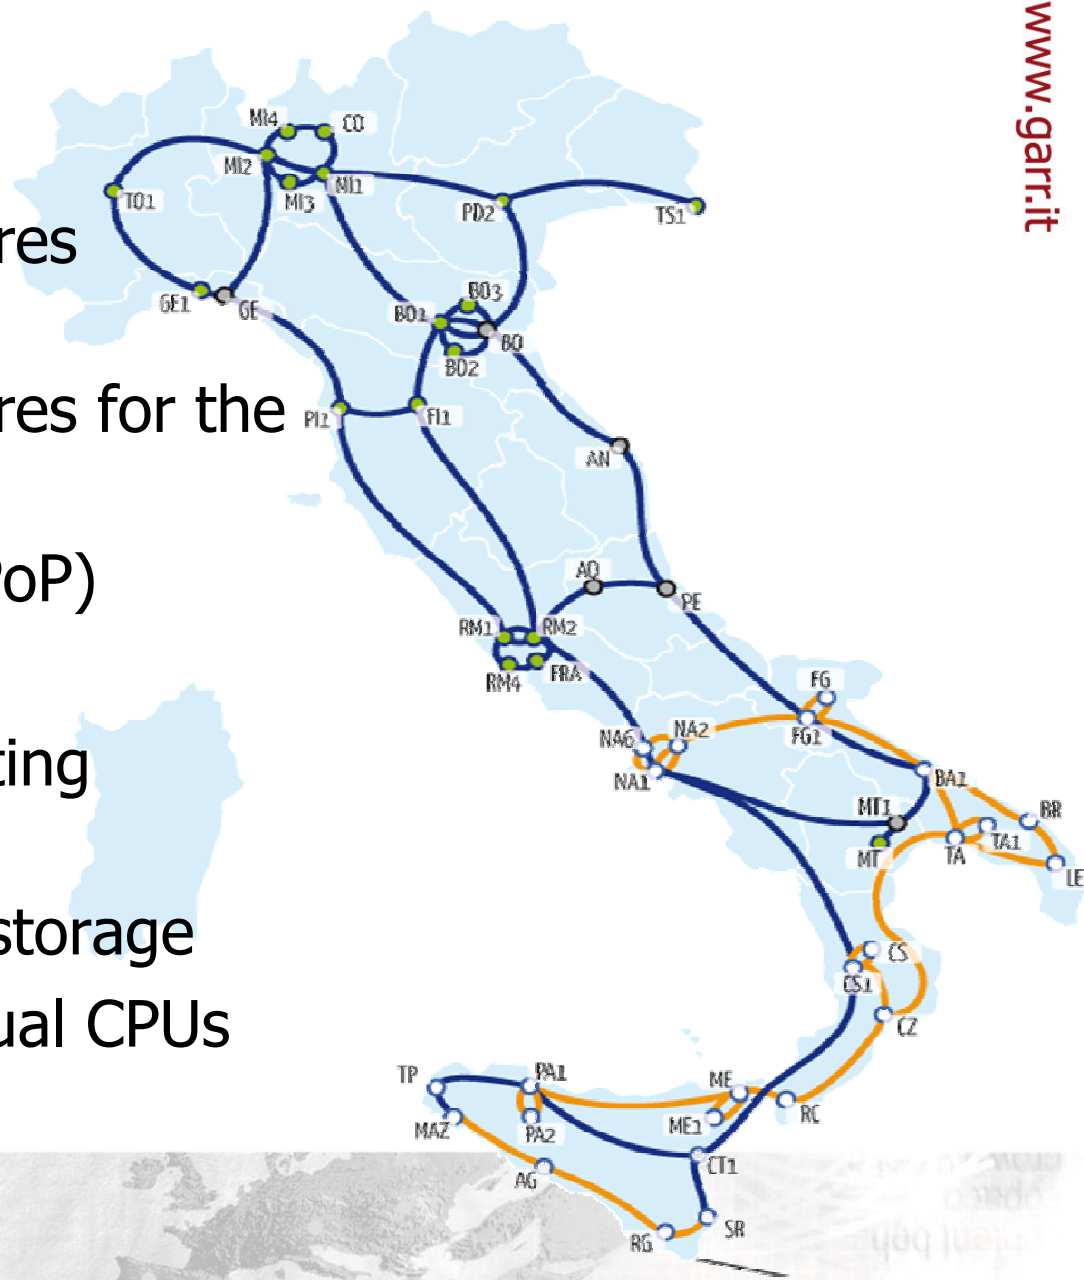 www.garr.it
MI4
CO
MI2
MI1
TO1
MI3
PD2
TS1
res
GE1
GE
BO3
BO1
BO
BO2
res for the
PI1
FI1
AN
PoP)
AQ
PE
RM1
RM2
FRA
RM4
FG
NA6
NA2
FG1
ting
NA1
BA1
MT1
BR
TA1
MT
TA
LE
storage
CS
CS1
ual CPUs
CZ
TP
PA1
ME
RC
MAZ
PA2
ME1
CT1
AG
SR
RG